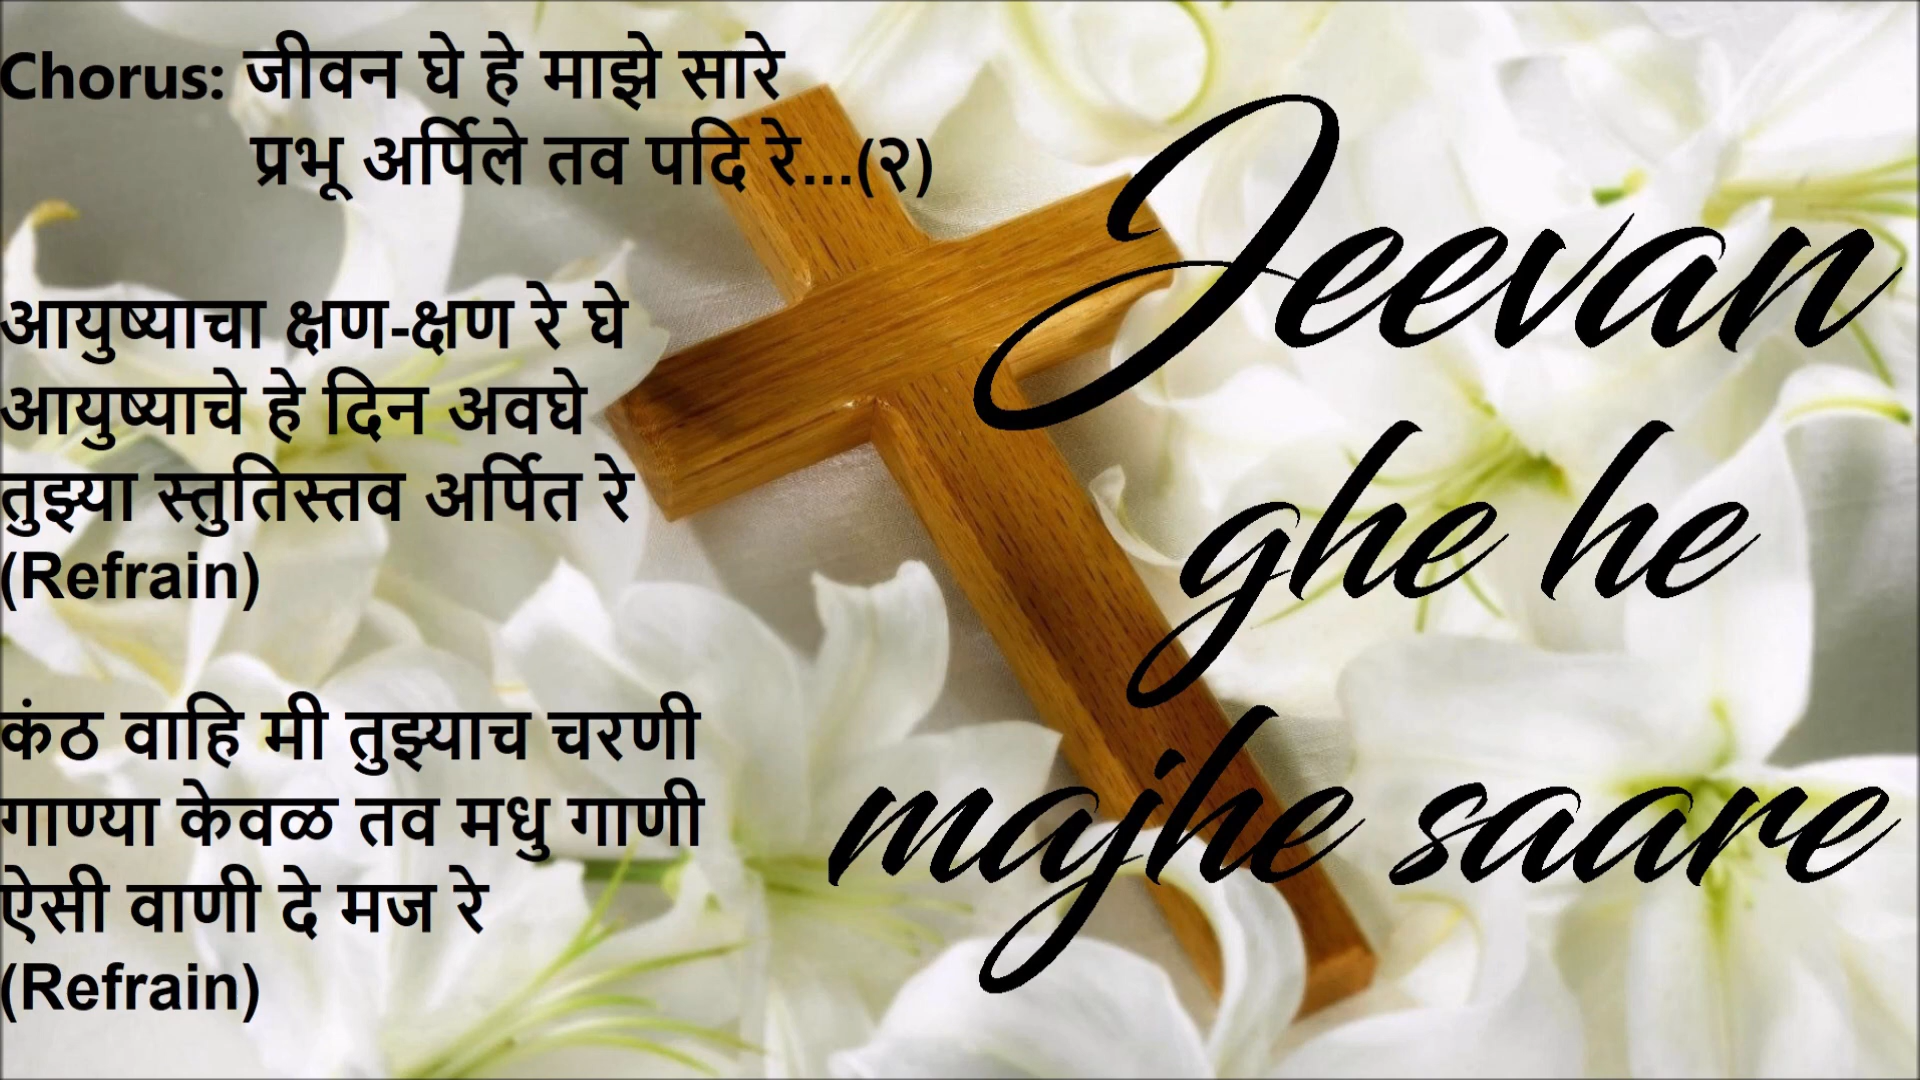 Chorus: जीवन घे हे माझे सारे
प्रभू अर्पिले तव पदि रे...(२)
आयुष्याचा क्षण-क्षण रे घे
आयुष्याचे हे दिन अवघे
तुझ्या स्तुतिस्तव अर्पित रे
(Refrain)
कंठ वाहि मी तुझ्याच चरणी
गाण्या केवळ तव मधु गाणी
ऐसी वाणी दे मज रे
(Refrain)
Jeevan
ghe he
majhe saare